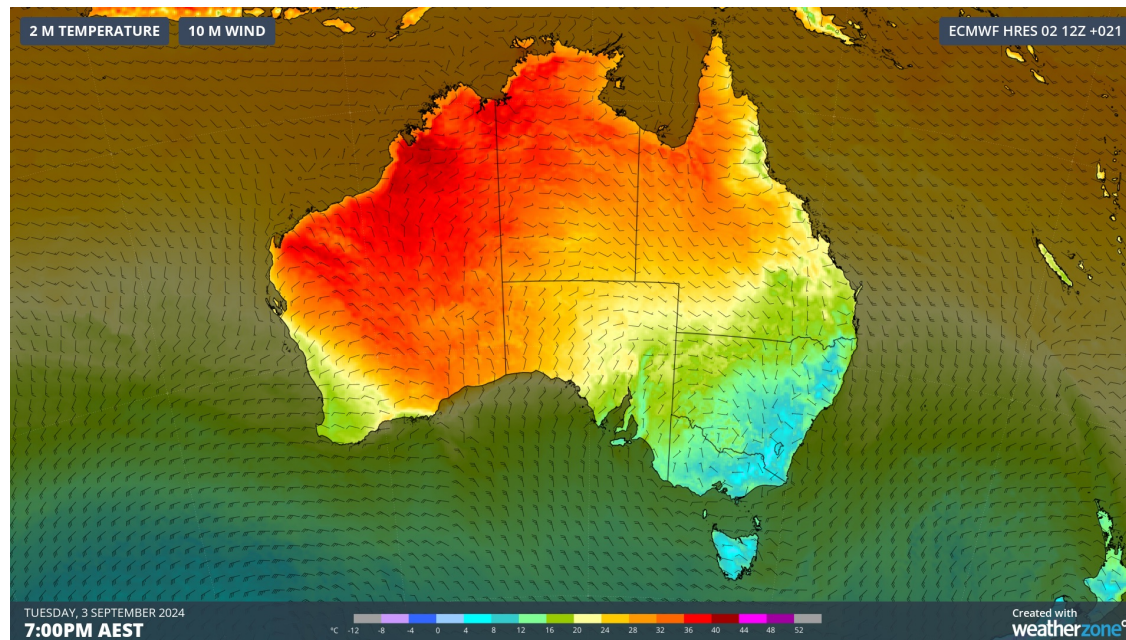 2 M TEMPERATURE
10 M WIND
ECMWF HRES 02 12Z +021
TUESDAY, 3 SEPTEMBER 2024
7:00PM AEST
°C -12 -8 -4 0 4 8 12 16 20 24 28 32 36 40 44 48 52
Created with
weatherzone